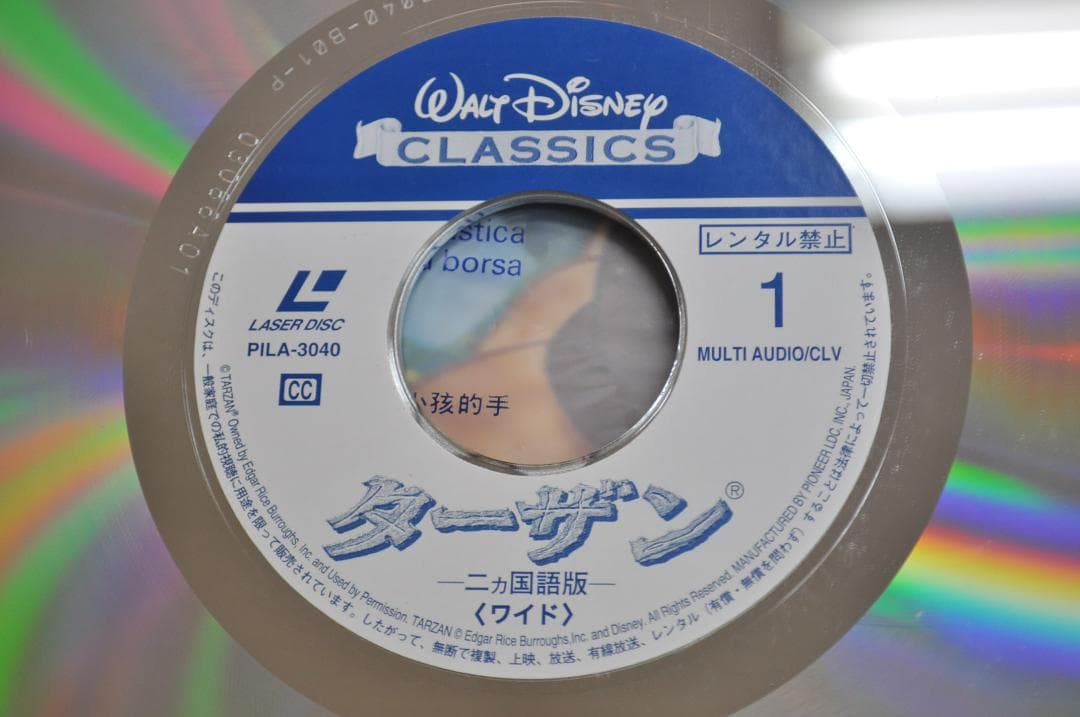 3040-B01-P
WALT DISNEY
CLASSICS
レンタル禁止
1
MULTI AUDIO/CLV
LASER DISC
PILA-3040
CC
stica
borsa
小孩的手
ターザン®
—二ヵ国語版—
〈ワイド〉
© TARZAN® Owned by Edgar Rice Burroughs, Inc. and Used by Permission. TARZAN © Edgar Rice Burroughs,Inc. and Disney. All Rights Reserved. MANUFACTURED BY PIONEER LDC, INC., JAPAN.
このディスクは、一般家庭での私的視聴に用途を限って販売されています。したがって、無断で複製、上映、放送、有線放送、レンタル（有償・無償を問わず）することは法律によって一切禁止されています。